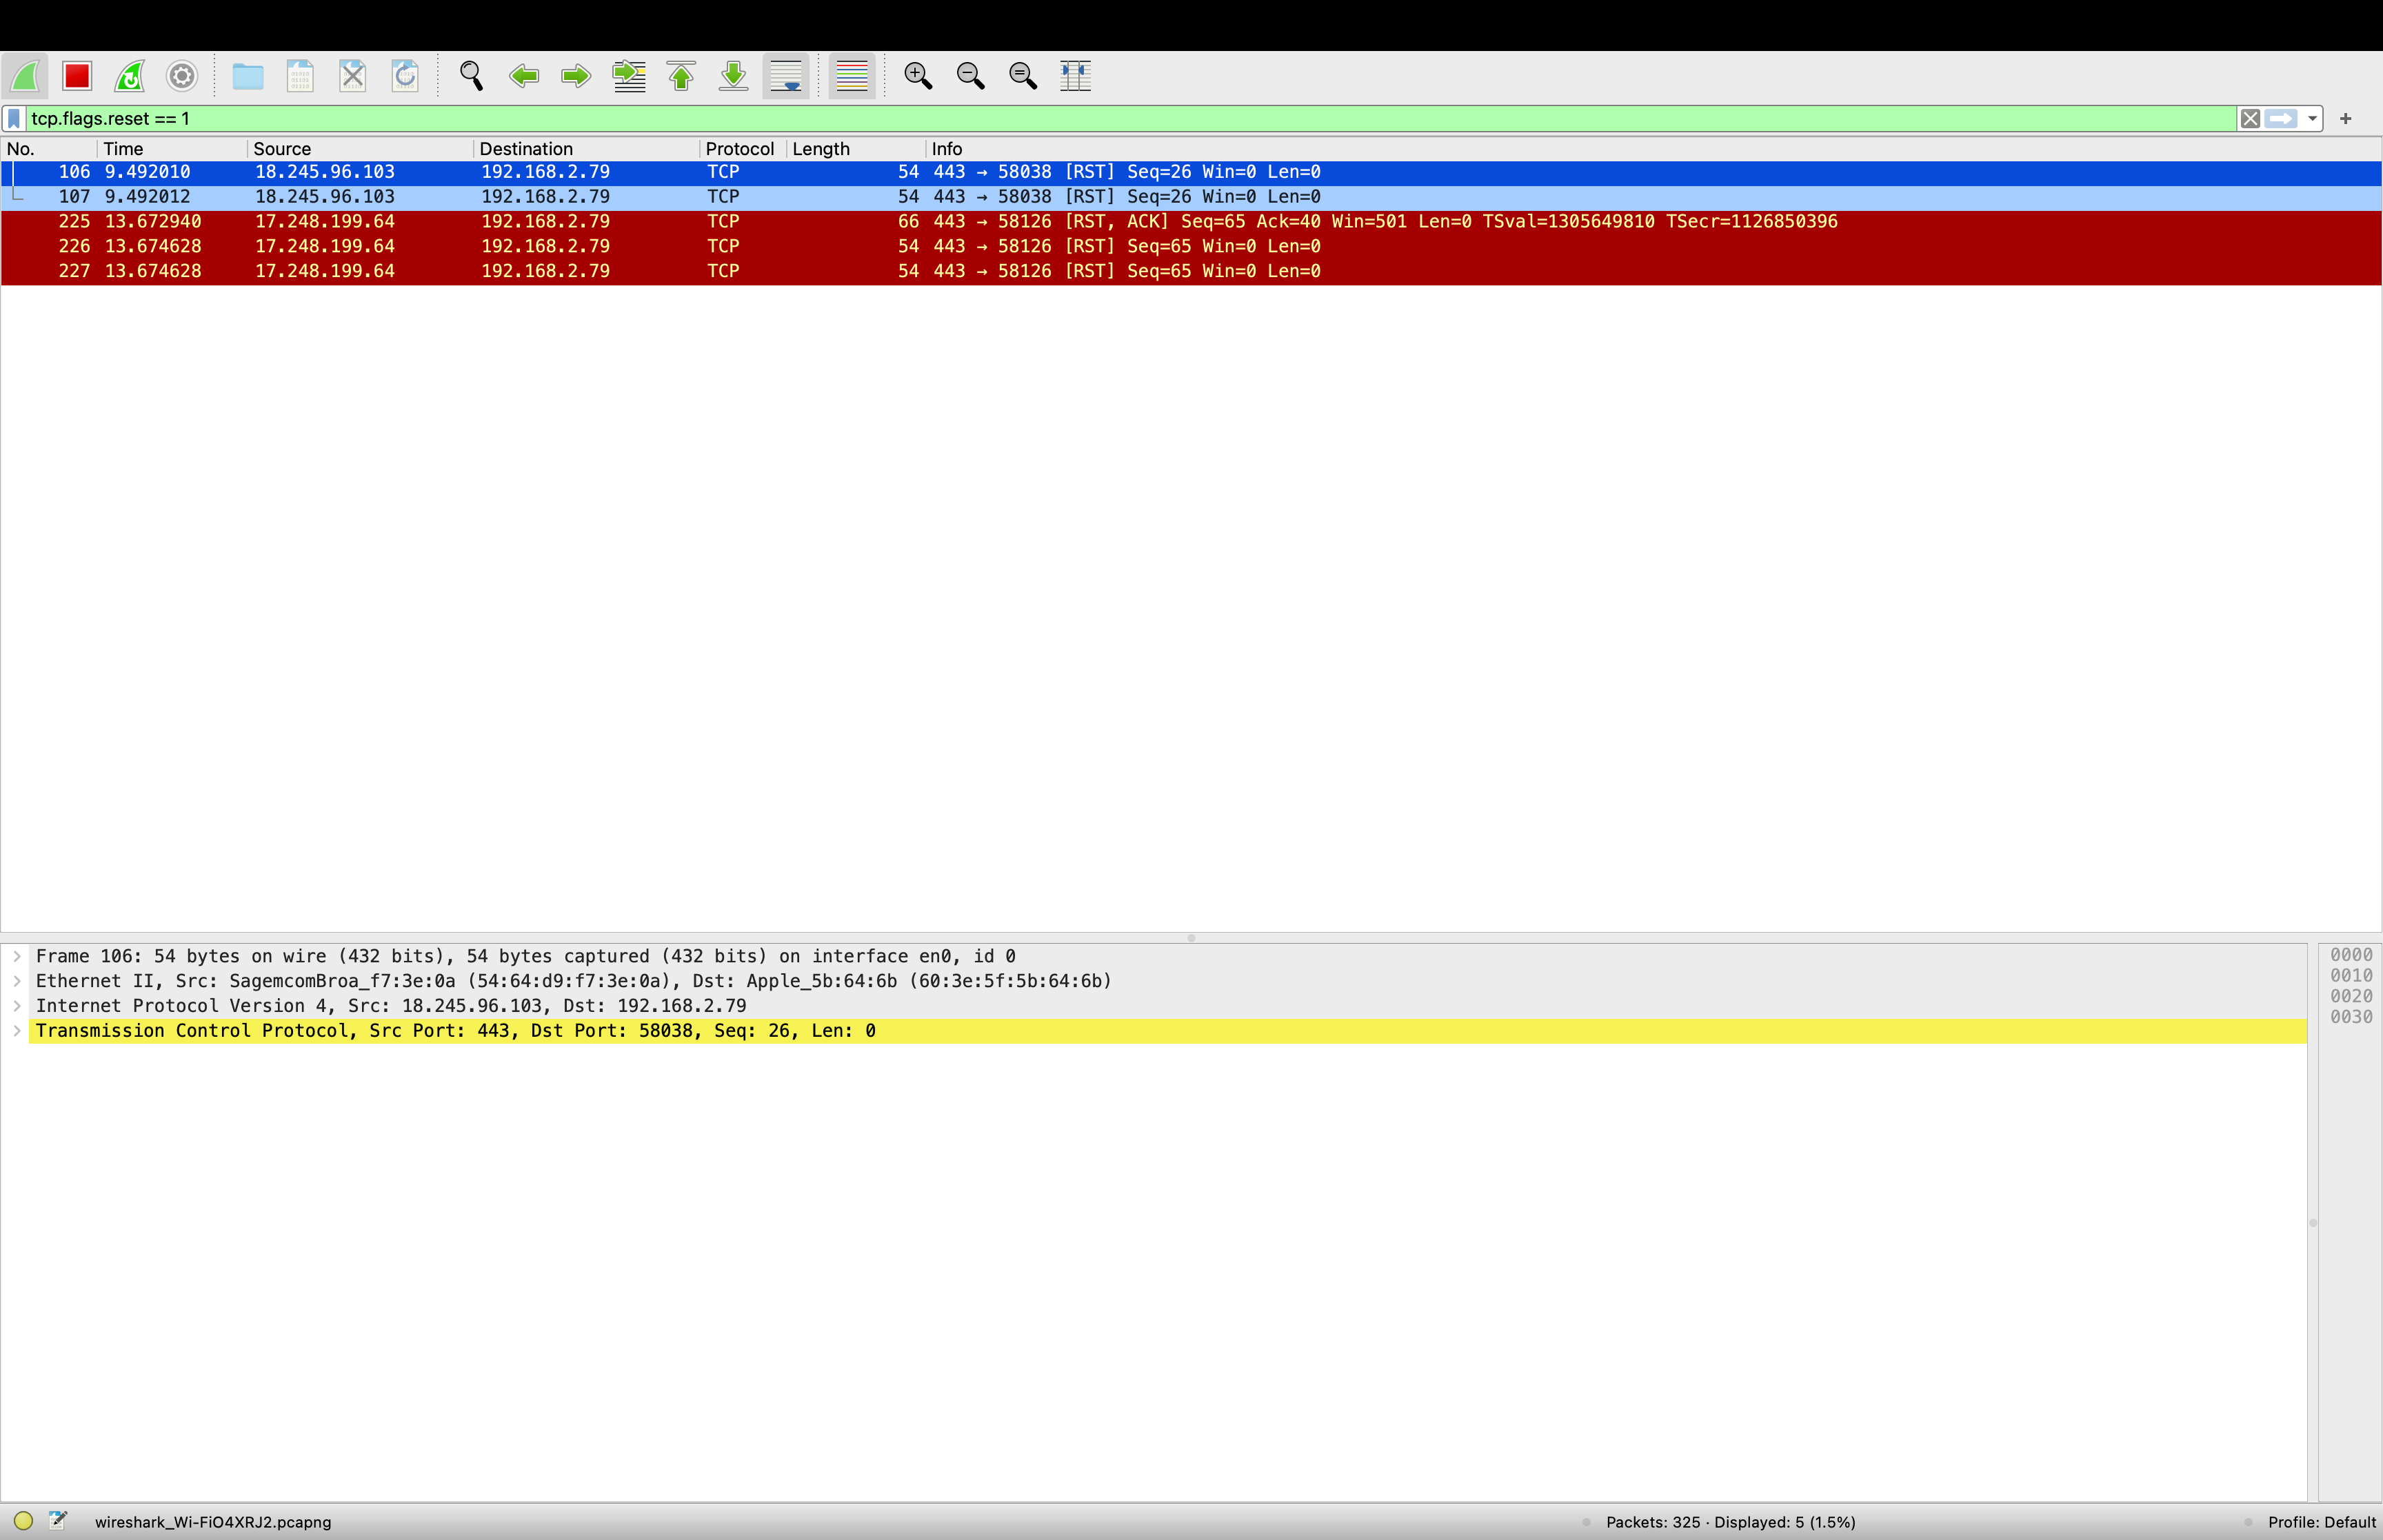 tcp.flags.reset == 1
No. Time Source Destination Protocol Length Info
106 9.492010 18.245.96.103 192.168.2.79 TCP 54 443 → 58038 [RST] Seq=26 Win=0 Len=0
107 9.492012 18.245.96.103 192.168.2.79 TCP 54 443 → 58038 [RST] Seq=26 Win=0 Len=0
225 13.672940 17.248.199.64 192.168.2.79 TCP 66 443 → 58126 [RST, ACK] Seq=65 Ack=40 Win=501 Len=0 TSval=1305649810 TSecr=1126850396
226 13.674628 17.248.199.64 192.168.2.79 TCP 54 443 → 58126 [RST] Seq=65 Win=0 Len=0
227 13.674628 17.248.199.64 192.168.2.79 TCP 54 443 → 58126 [RST] Seq=65 Win=0 Len=0
Frame 106: 54 bytes on wire (432 bits), 54 bytes captured (432 bits) on interface en0, id 0
Ethernet II, Src: SagemcomBroa_f7:3e:0a (54:64:d9:f7:3e:0a), Dst: Apple_5b:64:6b (60:3e:5f:5b:64:6b)
Internet Protocol Version 4, Src: 18.245.96.103, Dst: 192.168.2.79
Transmission Control Protocol, Src Port: 443, Dst Port: 58038, Seq: 26, Len: 0
0000
0010
0020
0030
wireshark_Wi-FiO4XRJ2.pcapng
Packets: 325 · Displayed: 5 (1.5%)
Profile: Default